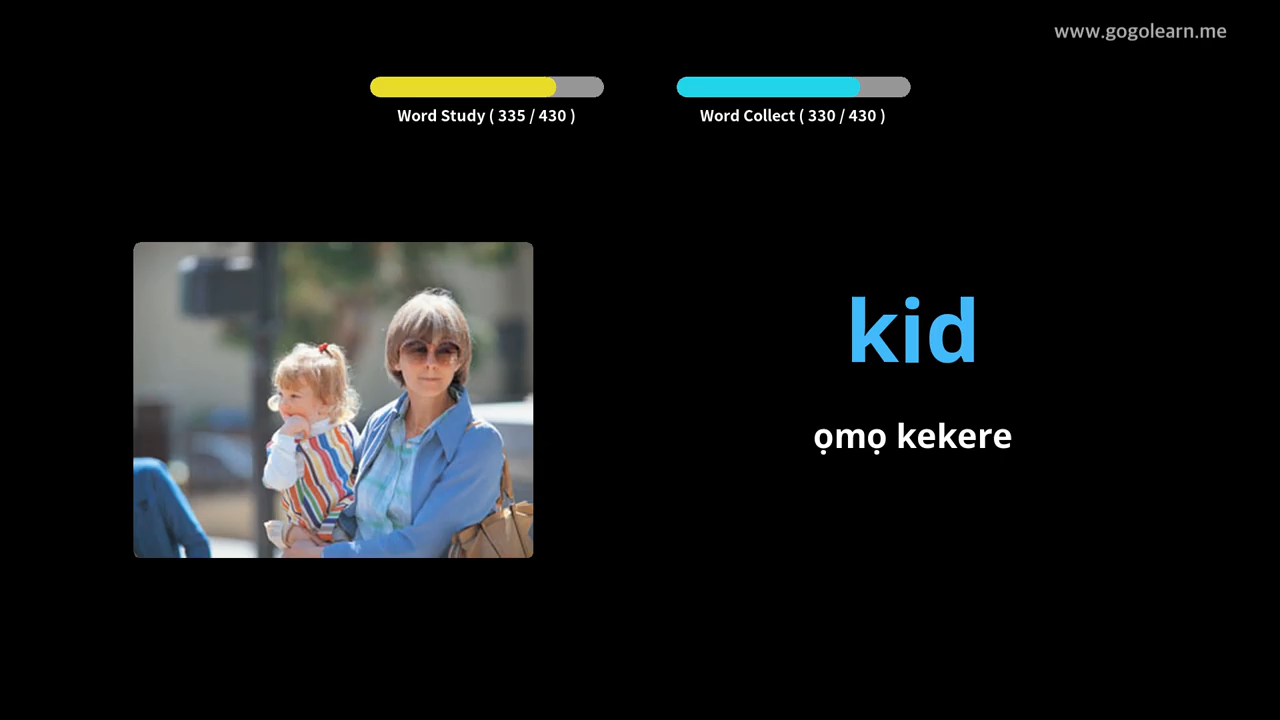 www.gogolearn.me
Word Study ( 335 / 430 )
Word Collect ( 330 / 430 )
kid
ọmọ kekere